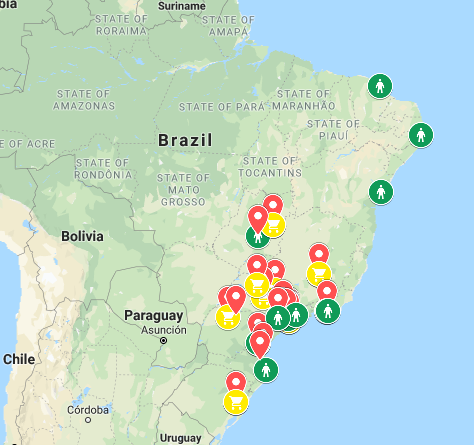 bia
Suriname
STATE OF
RORAIMA
STATE OF
AMAPÁ
STATE OF
AMAZONAS
STATE OF PARÁ
STATE OF
MARANHÃO
STATE OF
PIAUÍ
Brazil
E OF ACRE
STATE OF
RONDÔNIA
STATE OF
TOCANTINS
STATE OF
MATO
GROSSO
Bolivia
Paraguay
Asunción
Chile
Córdoba
Uruguay